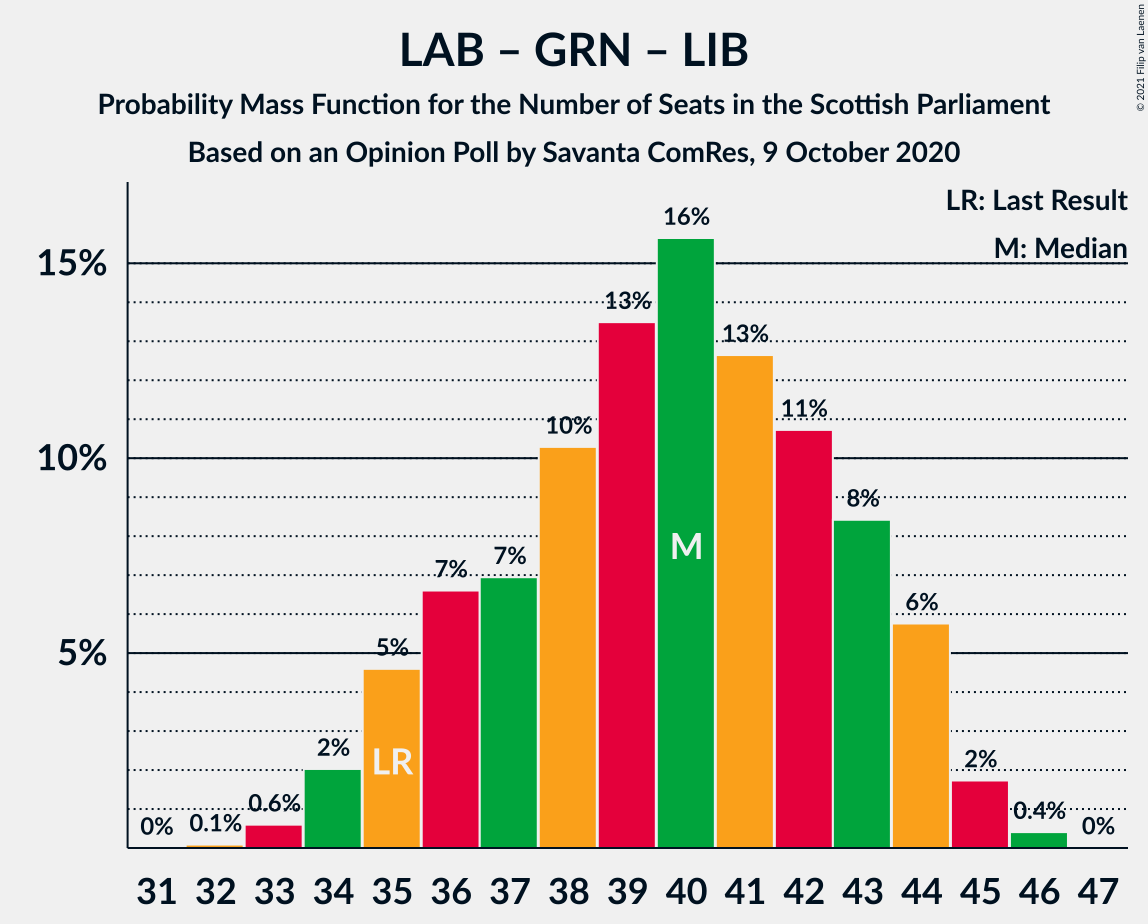 LAB – GRN – LIB
Probability Mass Function for the Number of Seats in the Scottish Parliament
Based on an Opinion Poll by Savanta ComRes, 9 October 2020
© 2021 Filip van Laenen
LR: Last Result
M: Median
15%
10%
5%
0%
0.1%
0.6%
2%
5%
7%
7%
10%
13%
16%
13%
11%
8%
6%
2%
0.4%
0%
LR
M
31 32 33 34 35 36 37 38 39 40 41 42 43 44 45 46 47